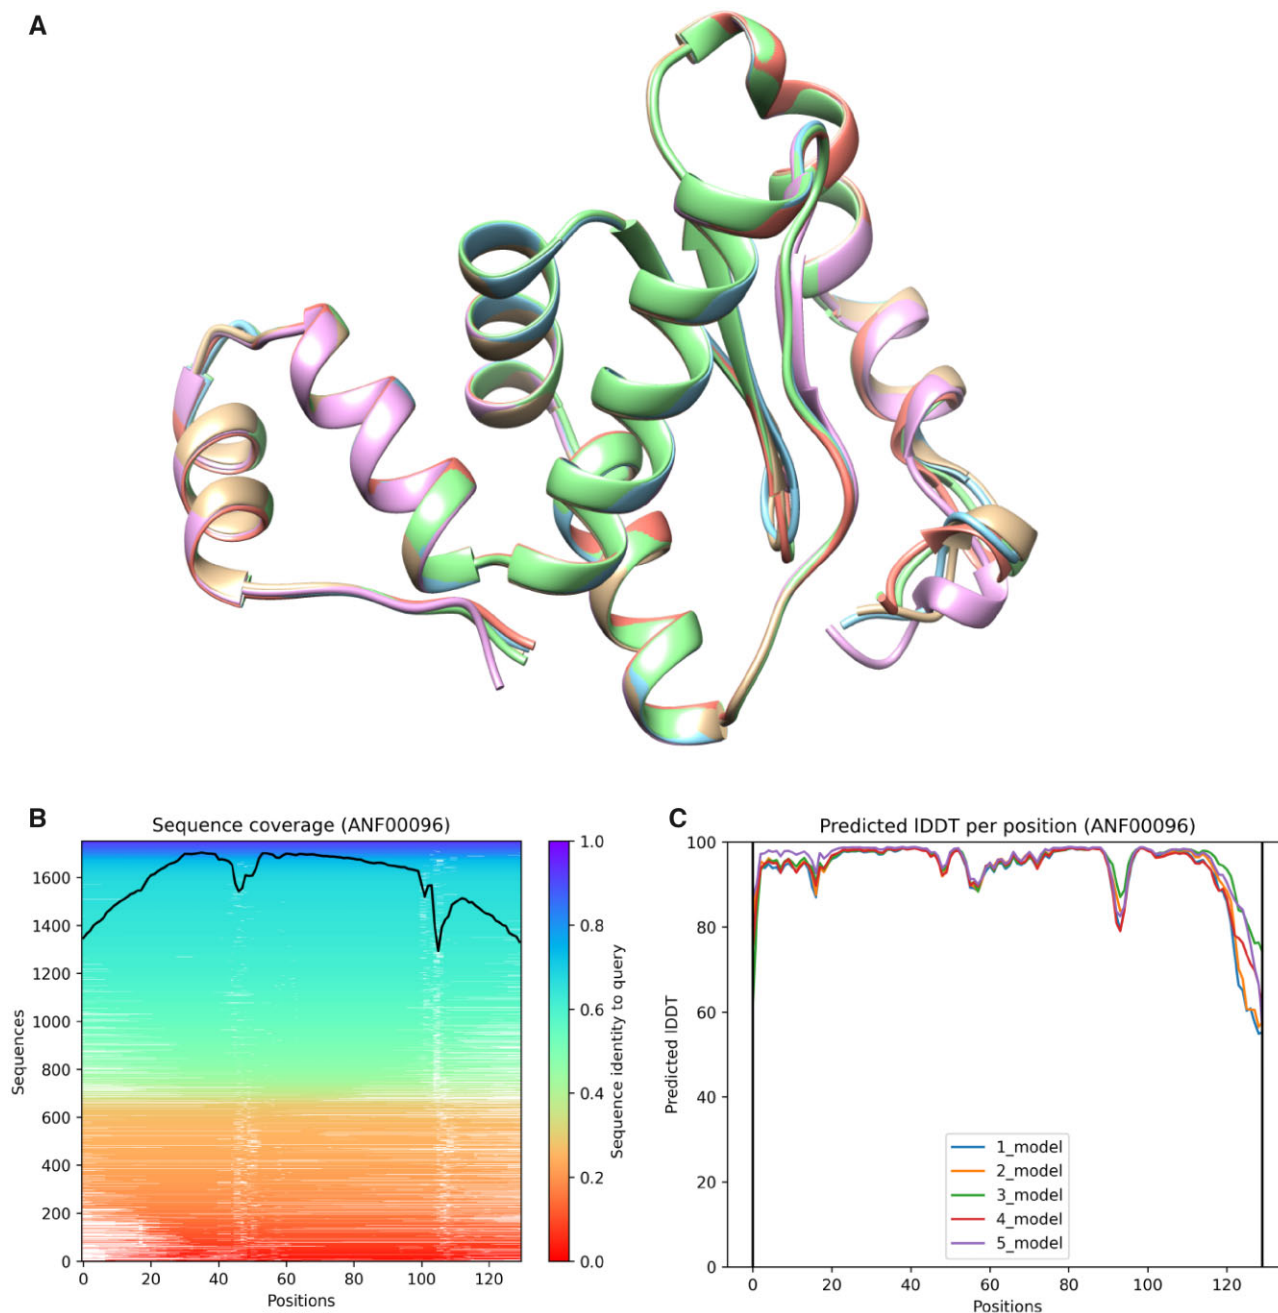 A
B
Sequence coverage (ANF00096)
1600
1400
1200
1000
800
600
400
200
0
Sequences
0 20 40 60 80 100 120
Positions
1.0
0.8
0.6
0.4
0.2
0.0
Sequence identity to query
C
Predicted lDDT per position (ANF00096)
100
80
60
40
20
0
Predicted lDDT
1_model
2_model
3_model
4_model
5_model
0 20 40 60 80 100 120
Positions